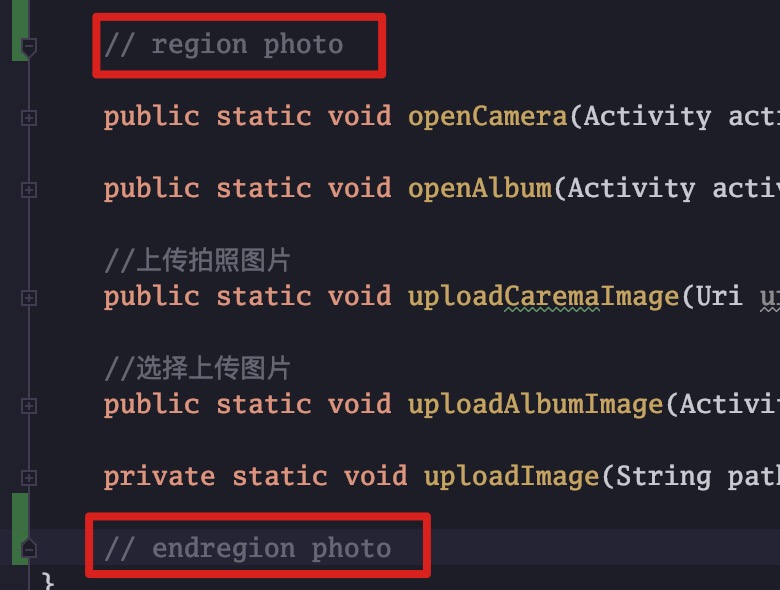 // region photo
public static void openCamera(Activity acti
public static void openAlbum(Activity activ
//上传拍照图片
public static void uploadCaremaImage(Uri u
//选择上传图片
public static void uploadAlbumImage(Activit
private static void uploadImage(String path
// endregion photo
}